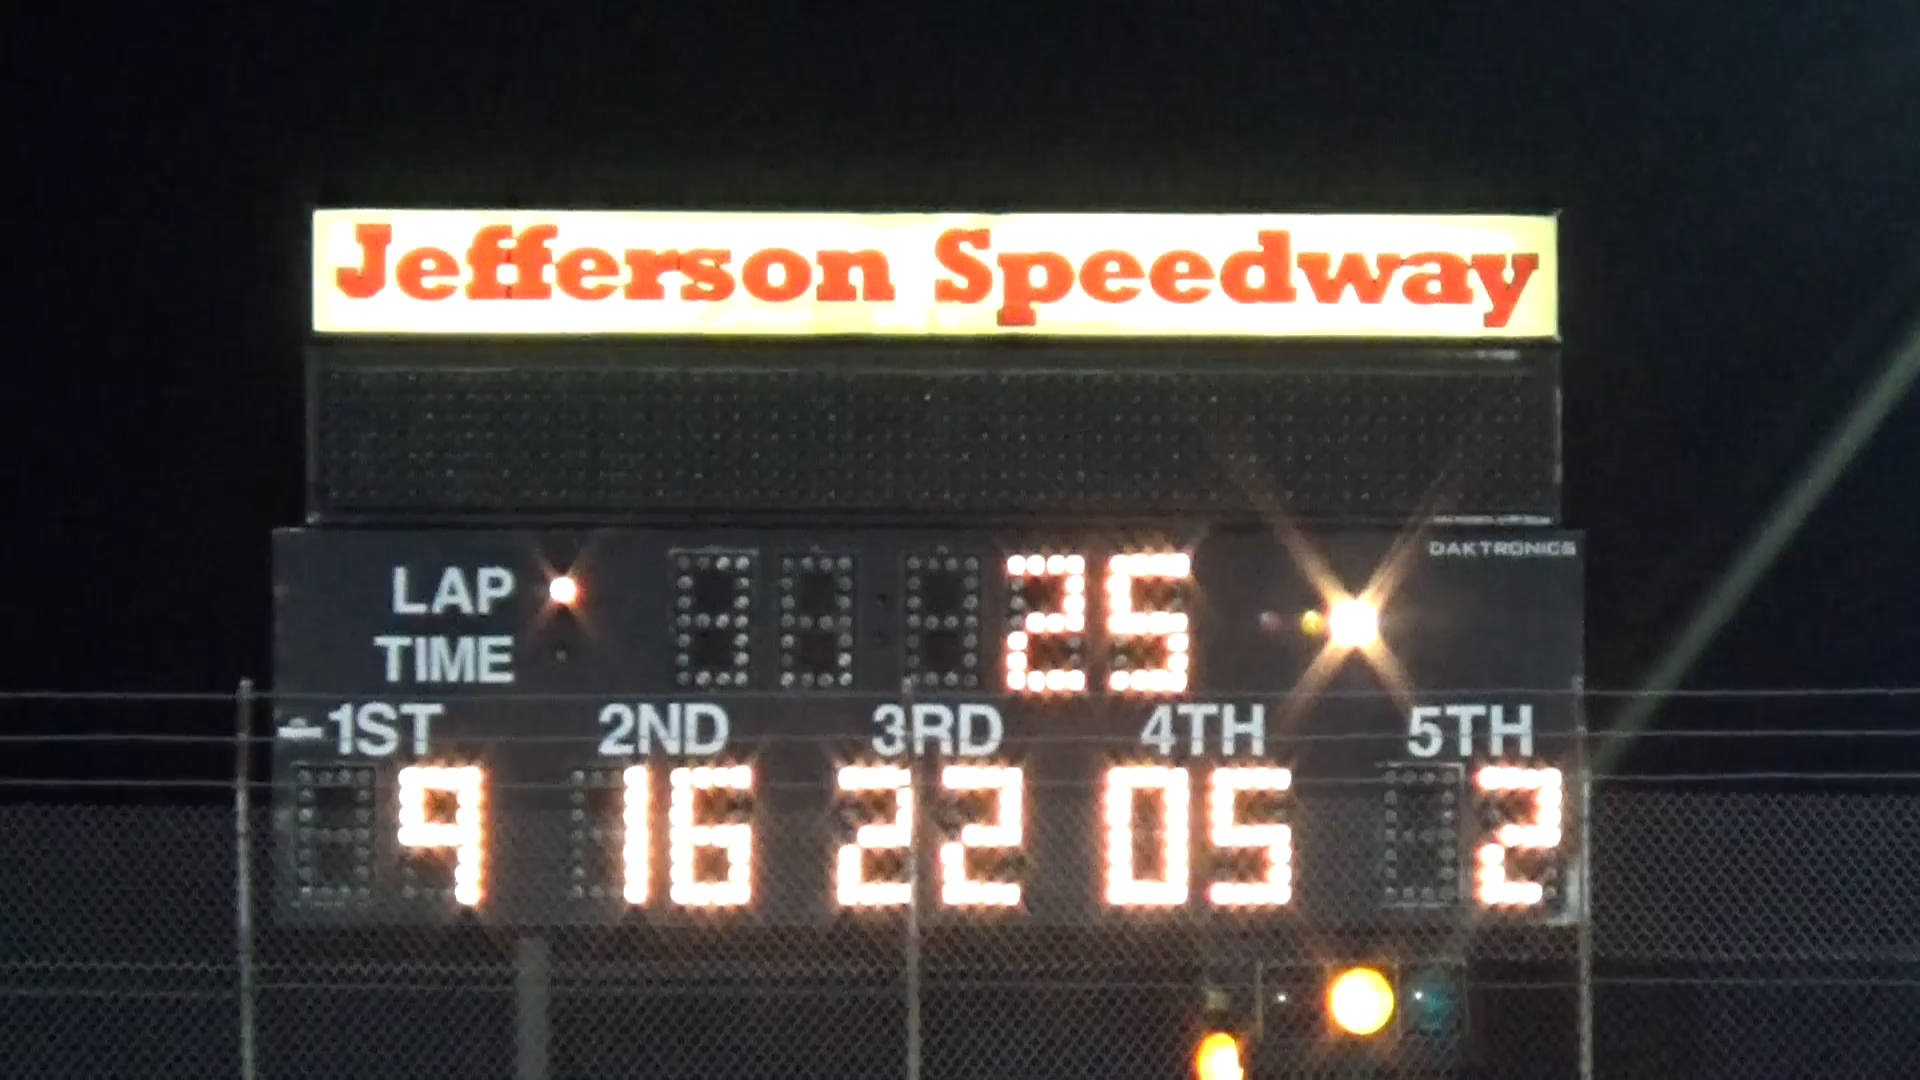 Jefferson Speedway
DAKTRONICS
LAP 25
TIME
1ST 2ND 3RD 4TH 5TH
9 16 22 05 2